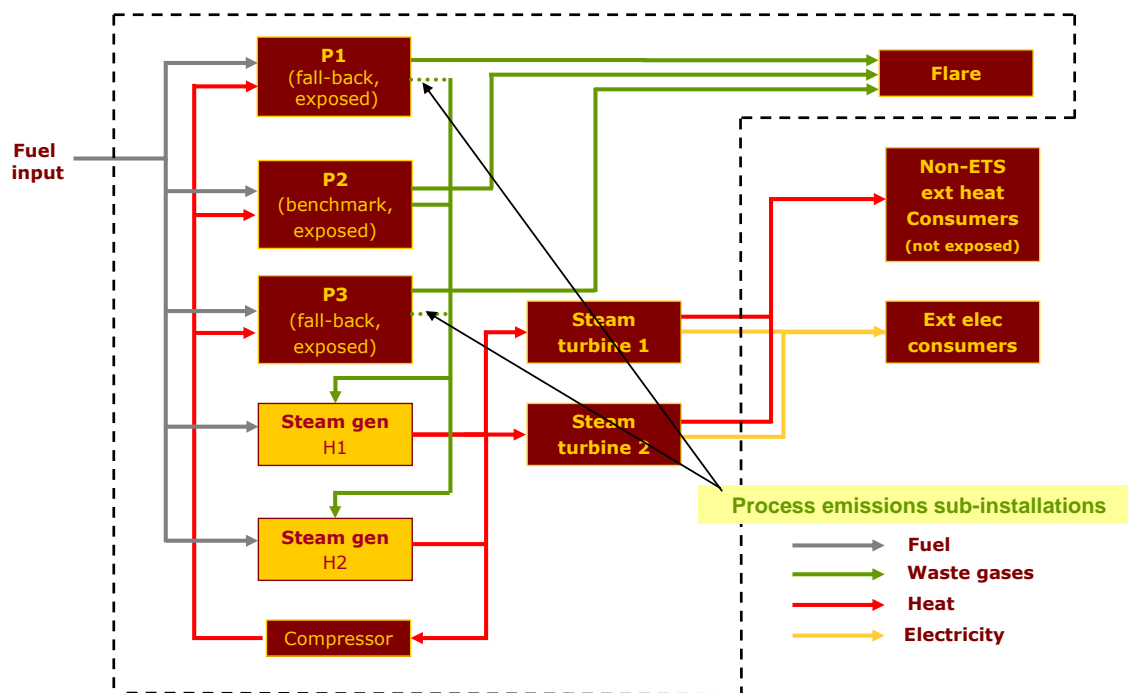 P1
(fall-back,
exposed)
Flare
Fuel
input
P2
(benchmark,
exposed)
Non-ETS
ext heat
Consumers
(not exposed)
P3
(fall-back,
exposed)
Steam
turbine 1
Ext elec
consumers
Steam gen
H1
Steam
turbine 2
Process emissions sub-installations
Steam gen
H2
Fuel
Waste gases
Heat
Electricity
Compressor